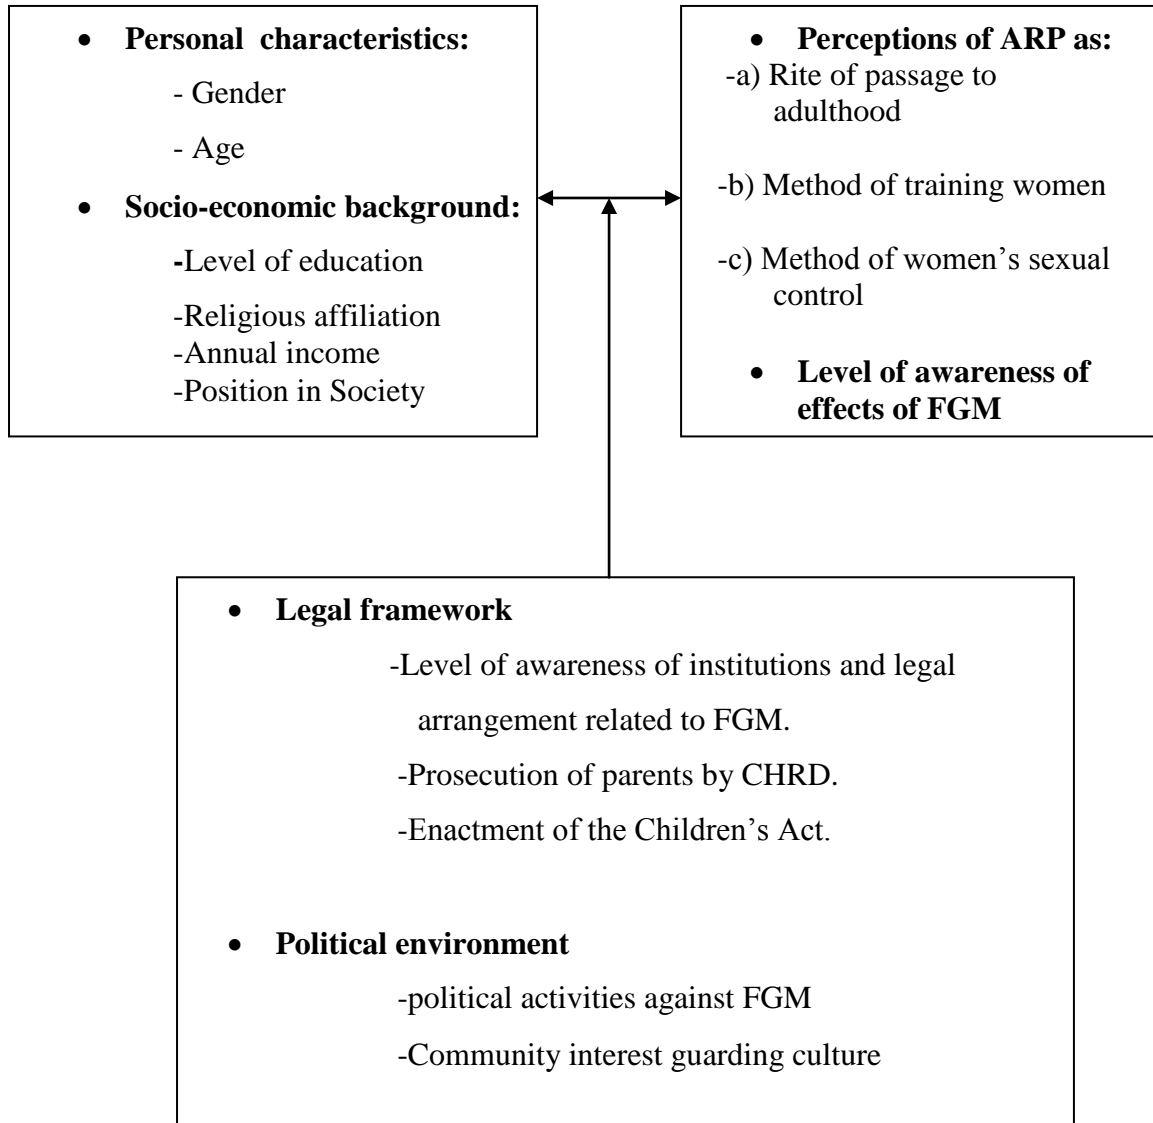 • Personal characteristics:
- Gender
- Age
• Socio-economic background:
-Level of education
-Religious affiliation
-Annual income
-Position in Society
• Perceptions of ARP as:
-a) Rite of passage to
adulthood
-b) Method of training women
-c) Method of women’s sexual
control
• Level of awareness of
effects of FGM
• Legal framework
-Level of awareness of institutions and legal
arrangement related to FGM.
-Prosecution of parents by CHRD.
-Enactment of the Children’s Act.
• Political environment
-political activities against FGM
-Community interest guarding culture